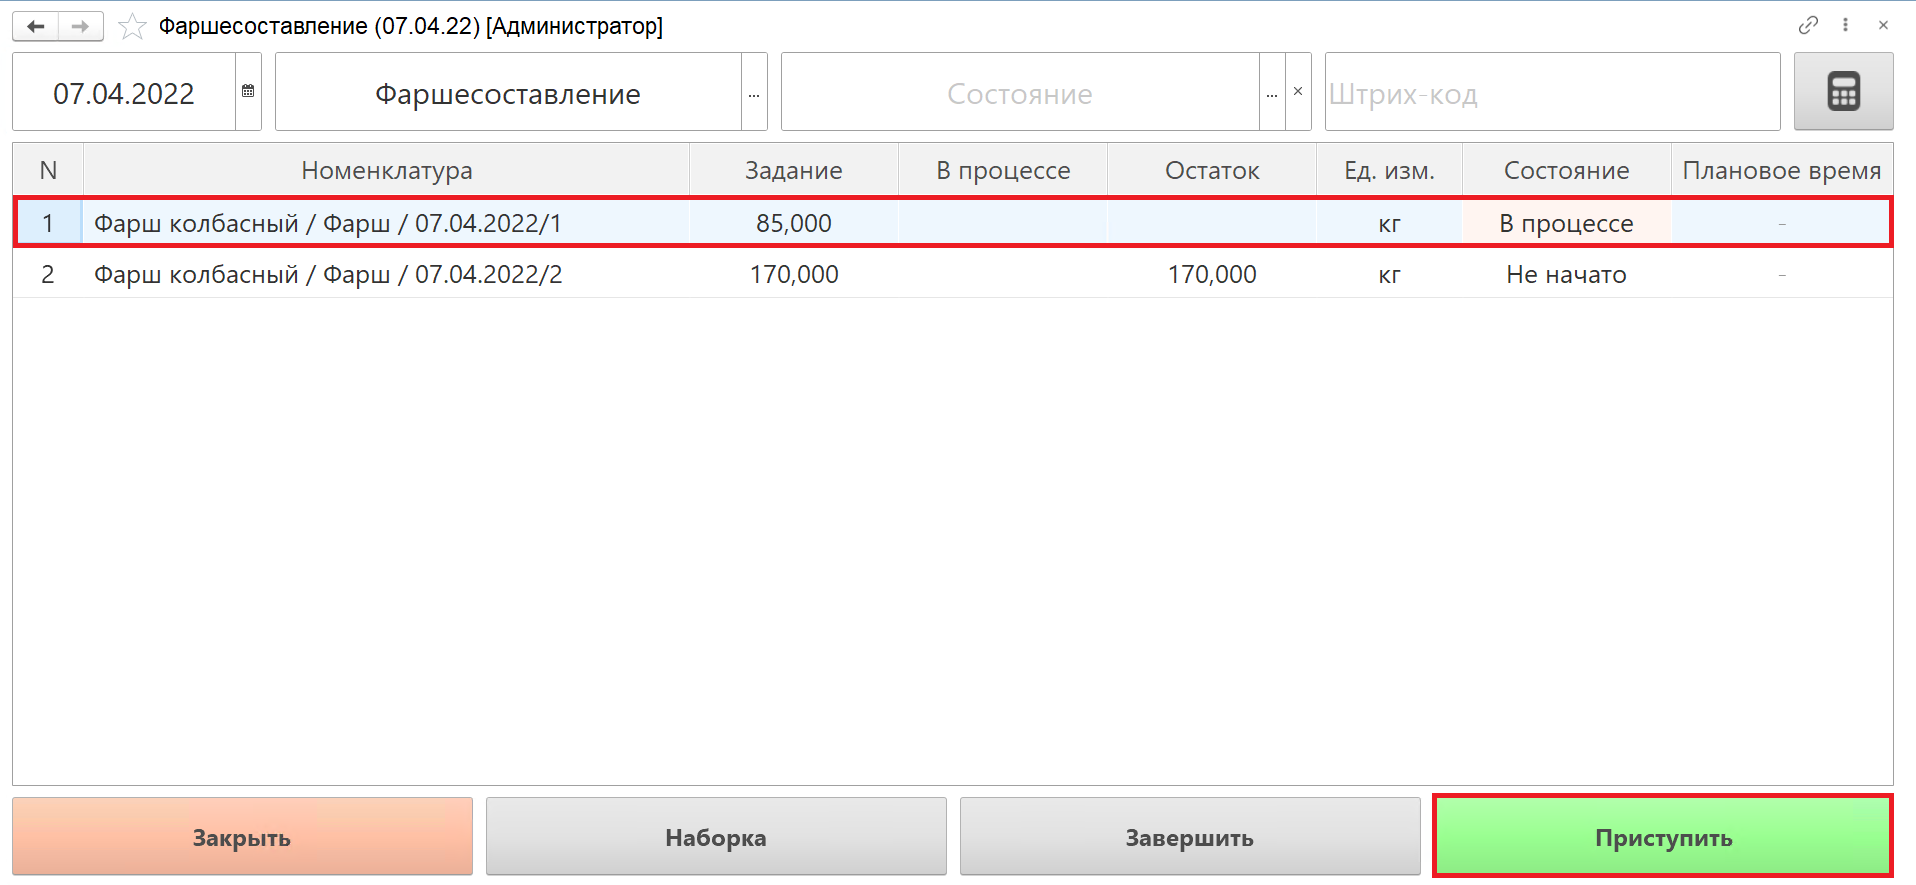 Фаршесоставление (07.04.22) [Администратор]
07.04.2022 Фаршесоставление ... Состояние ... × Штрих-код
N Номенклатура Задание В процессе Остаток Ед. изм. Состояние Плановое время
1 Фарш колбасный / Фарш / 07.04.2022/1 85,000 кг В процессе -
2 Фарш колбасный / Фарш / 07.04.2022/2 170,000 170,000 кг Не начато -
Закрыть Наборка Завершить Приступить